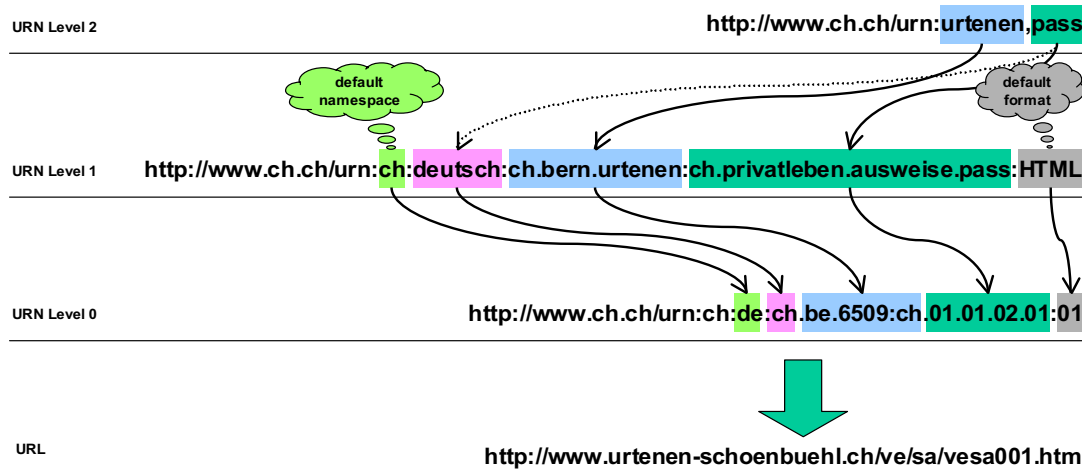 URN Level 2
http://www.ch.ch/urn:urtenen,pass
default
namespace
default
format
URN Level 1
http://www.ch.ch/urn:ch:deutsch:ch.bern.urtenen:ch.privatleben.ausweise.pass:HTML
URN Level 0
http://www.ch.ch/urn:ch:de:ch.be.6509:ch.01.01.02.01:01
URL
http://www.urtenen-schoenbuehl.ch/ve/sa/vesa001.htm